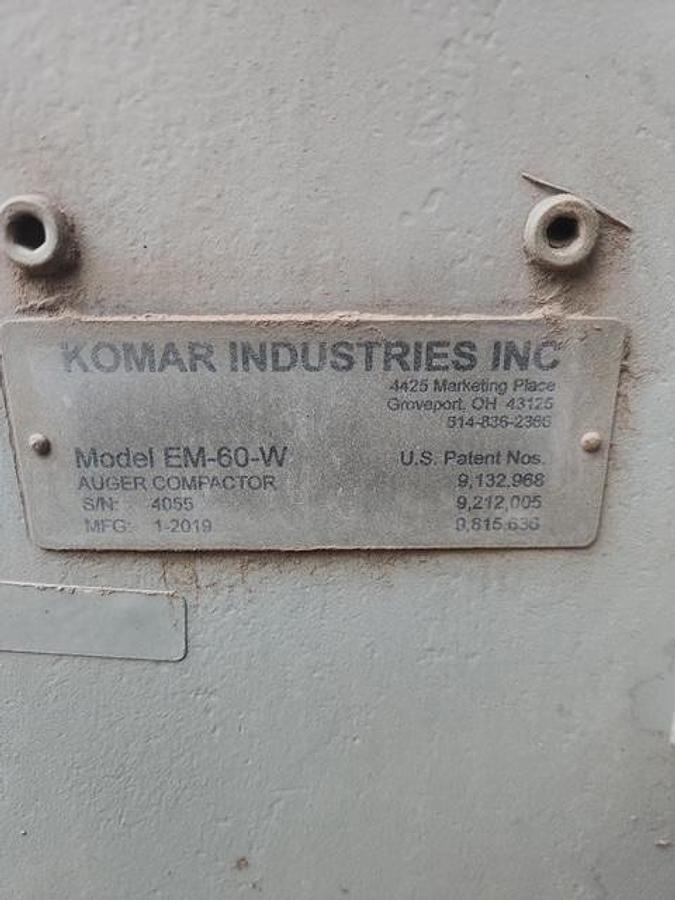 KOMAR INDUSTRIES INC
4425 Marketing Place
Groveport, OH 43125
614-836-2366
Model EM-60-W
AUGER COMPACTOR
S/N: 4055
MFG: 1-2019
U.S. Patent Nos.
9,132,968
9,212,005
9,815,636